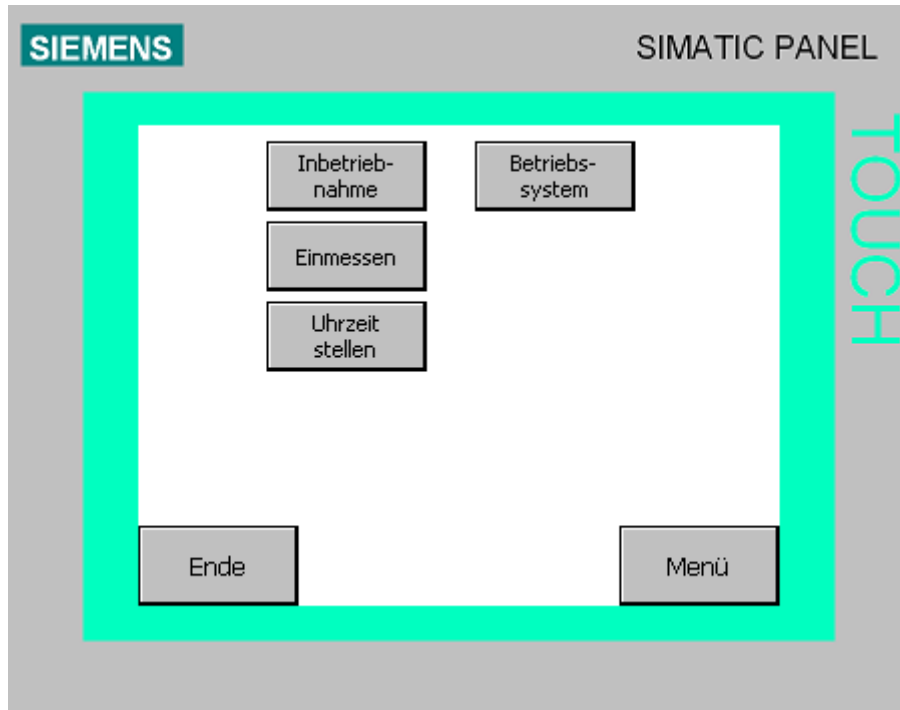 SIEMENS
SIMATIC PANEL
TOUCH
Inbetrieb-
nahme
Betriebs-
system
Einmessen
Uhrzeit
stellen
Ende
Menü